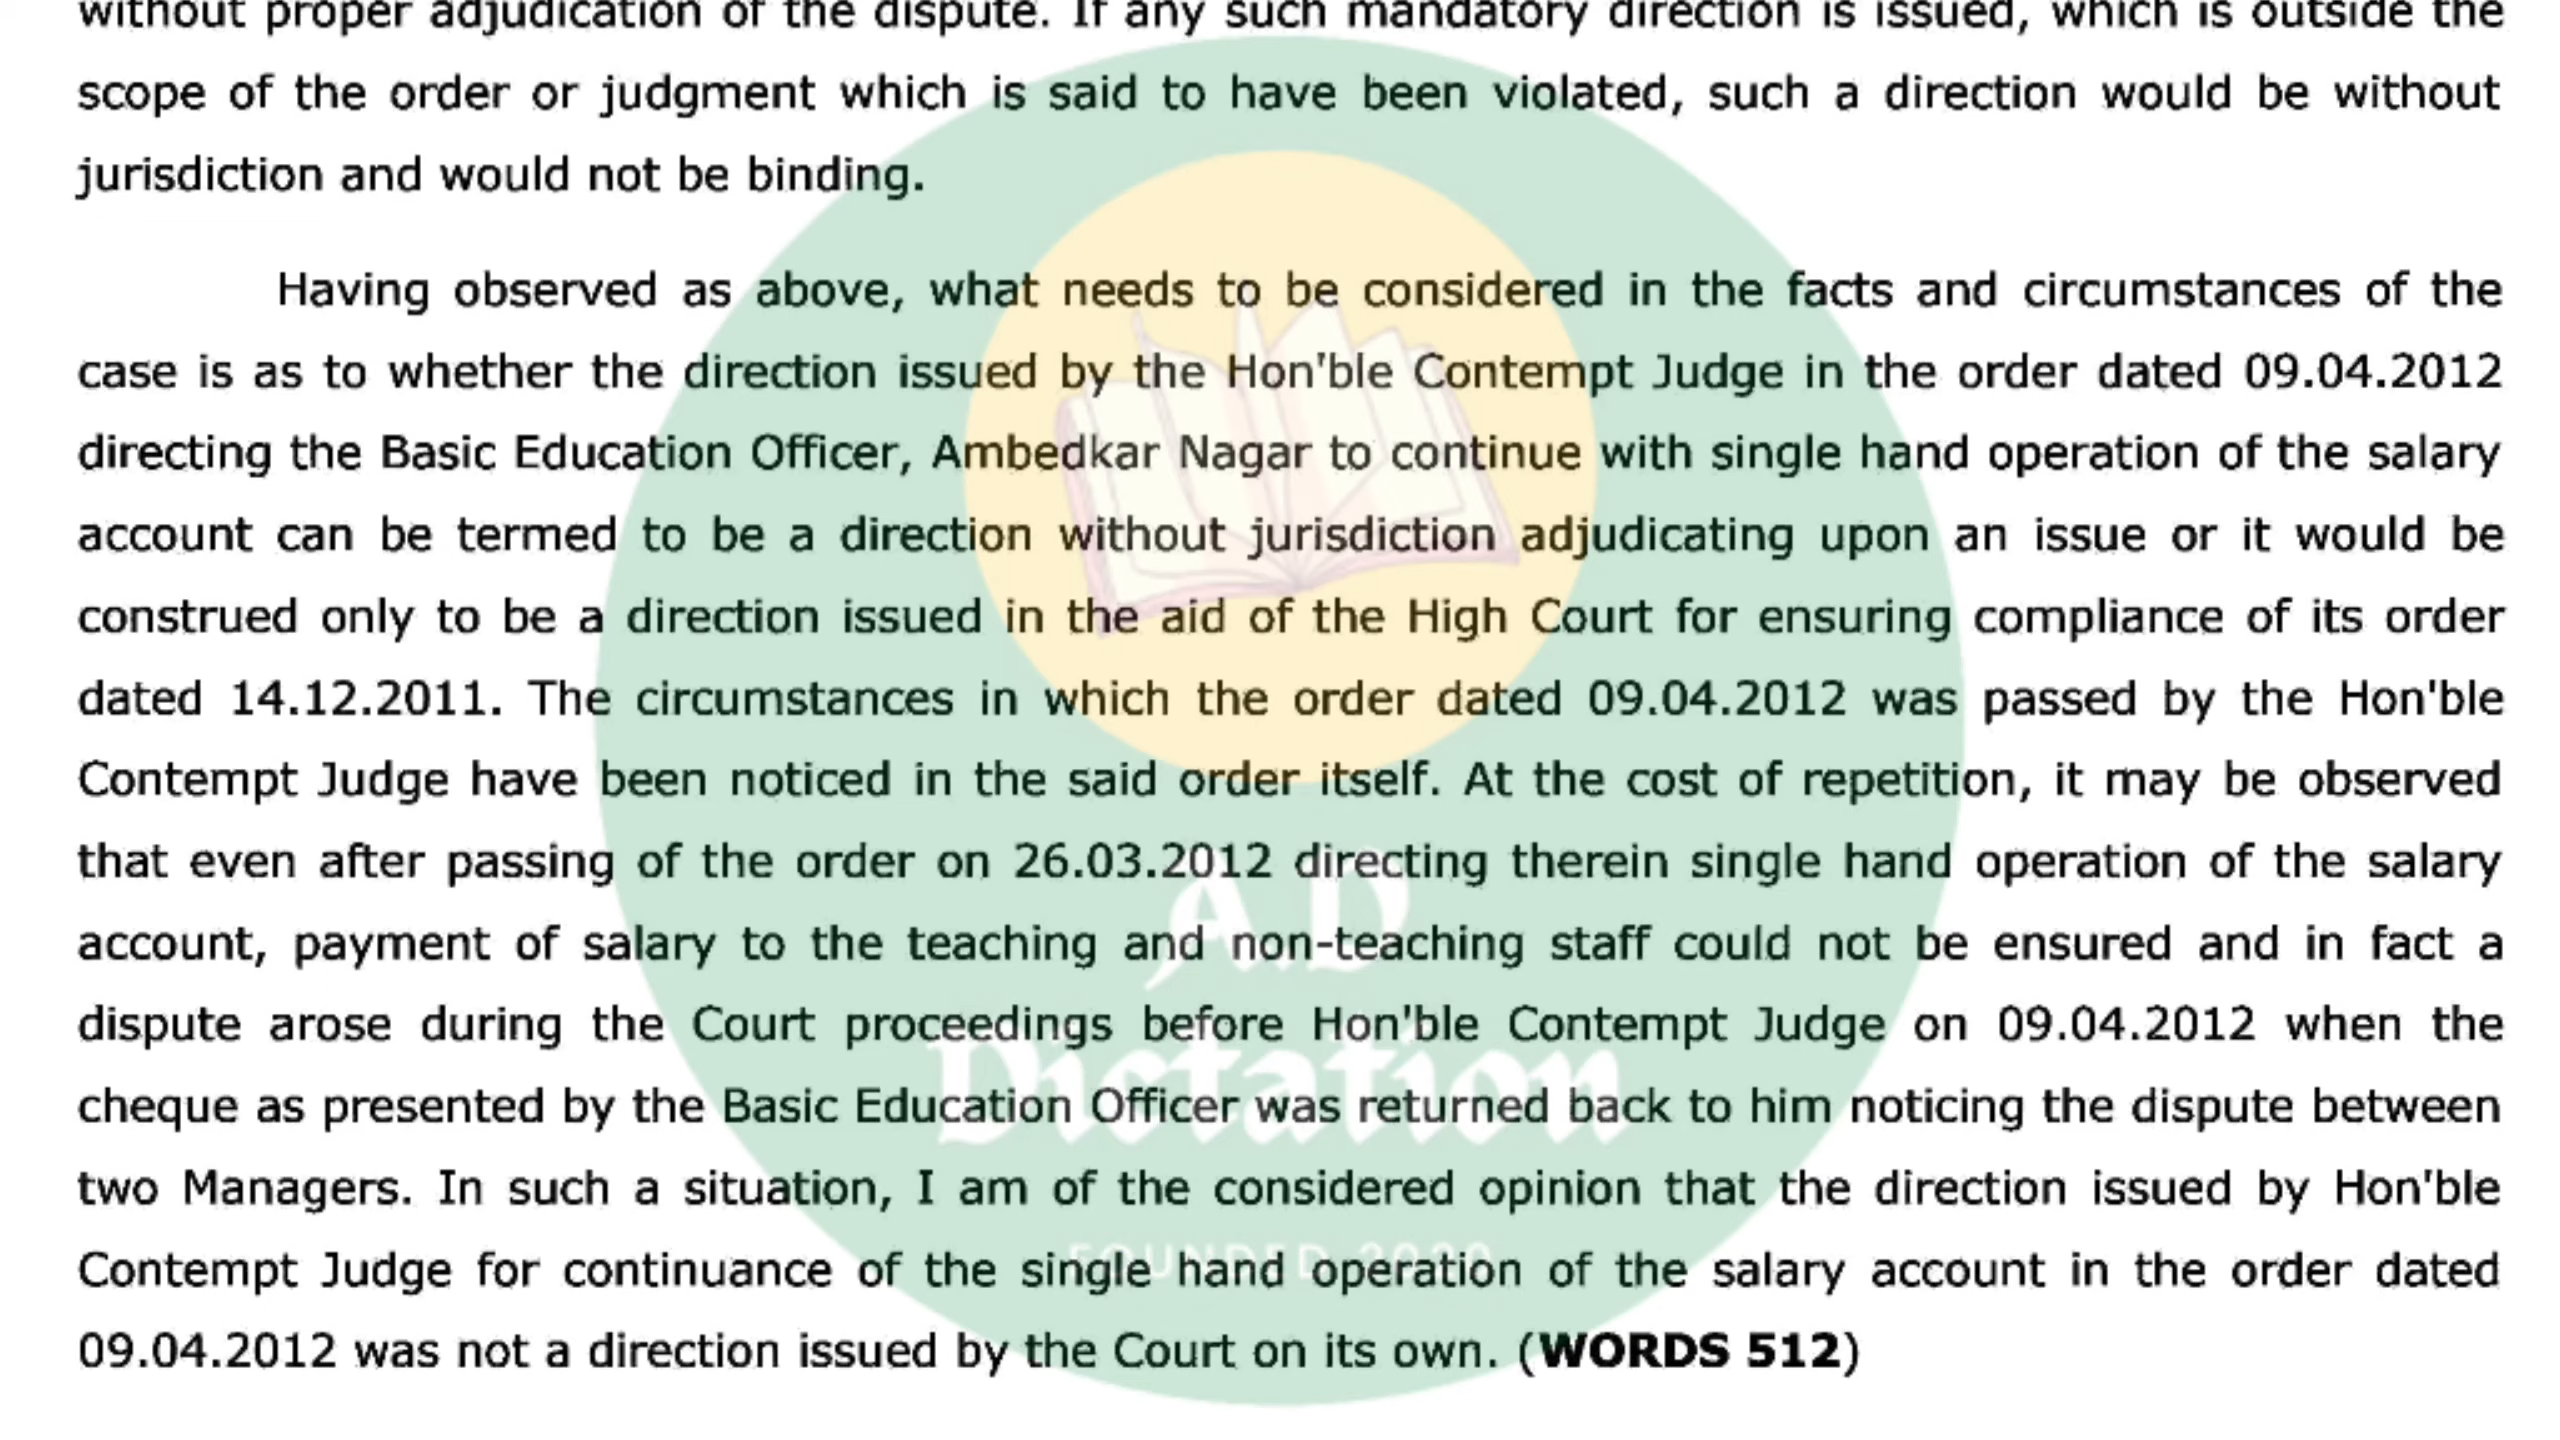 without proper adjudication of the dispute. If any such mandatory direction is issued, which is outside the
scope of the order or judgment which is said to have been violated, such a direction would be without
jurisdiction and would not be binding.
Having observed as above, what needs to be considered in the facts and circumstances of the
case is as to whether the direction issued by the Hon'ble Contempt Judge in the order dated 09.04.2012
directing the Basic Education Officer, Ambedkar Nagar to continue with single hand operation of the salary
account can be termed to be a direction without jurisdiction adjudicating upon an issue or it would be
construed only to be a direction issued in the aid of the High Court for ensuring compliance of its order
dated 14.12.2011. The circumstances in which the order dated 09.04.2012 was passed by the Hon'ble
Contempt Judge have been noticed in the said order itself. At the cost of repetition, it may be observed
that even after passing of the order on 26.03.2012 directing therein single hand operation of the salary
account, payment of salary to the teaching and non-teaching staff could not be ensured and in fact a
dispute arose during the Court proceedings before Hon'ble Contempt Judge on 09.04.2012 when the
cheque as presented by the Basic Education Officer was returned back to him noticing the dispute between
two Managers. In such a situation, I am of the considered opinion that the direction issued by Hon'ble
Contempt Judge for continuance of the single hand operation of the salary account in the order dated
09.04.2012 was not a direction issued by the Court on its own. (WORDS 512)
A.D
Dictation
FOUNDED 2020